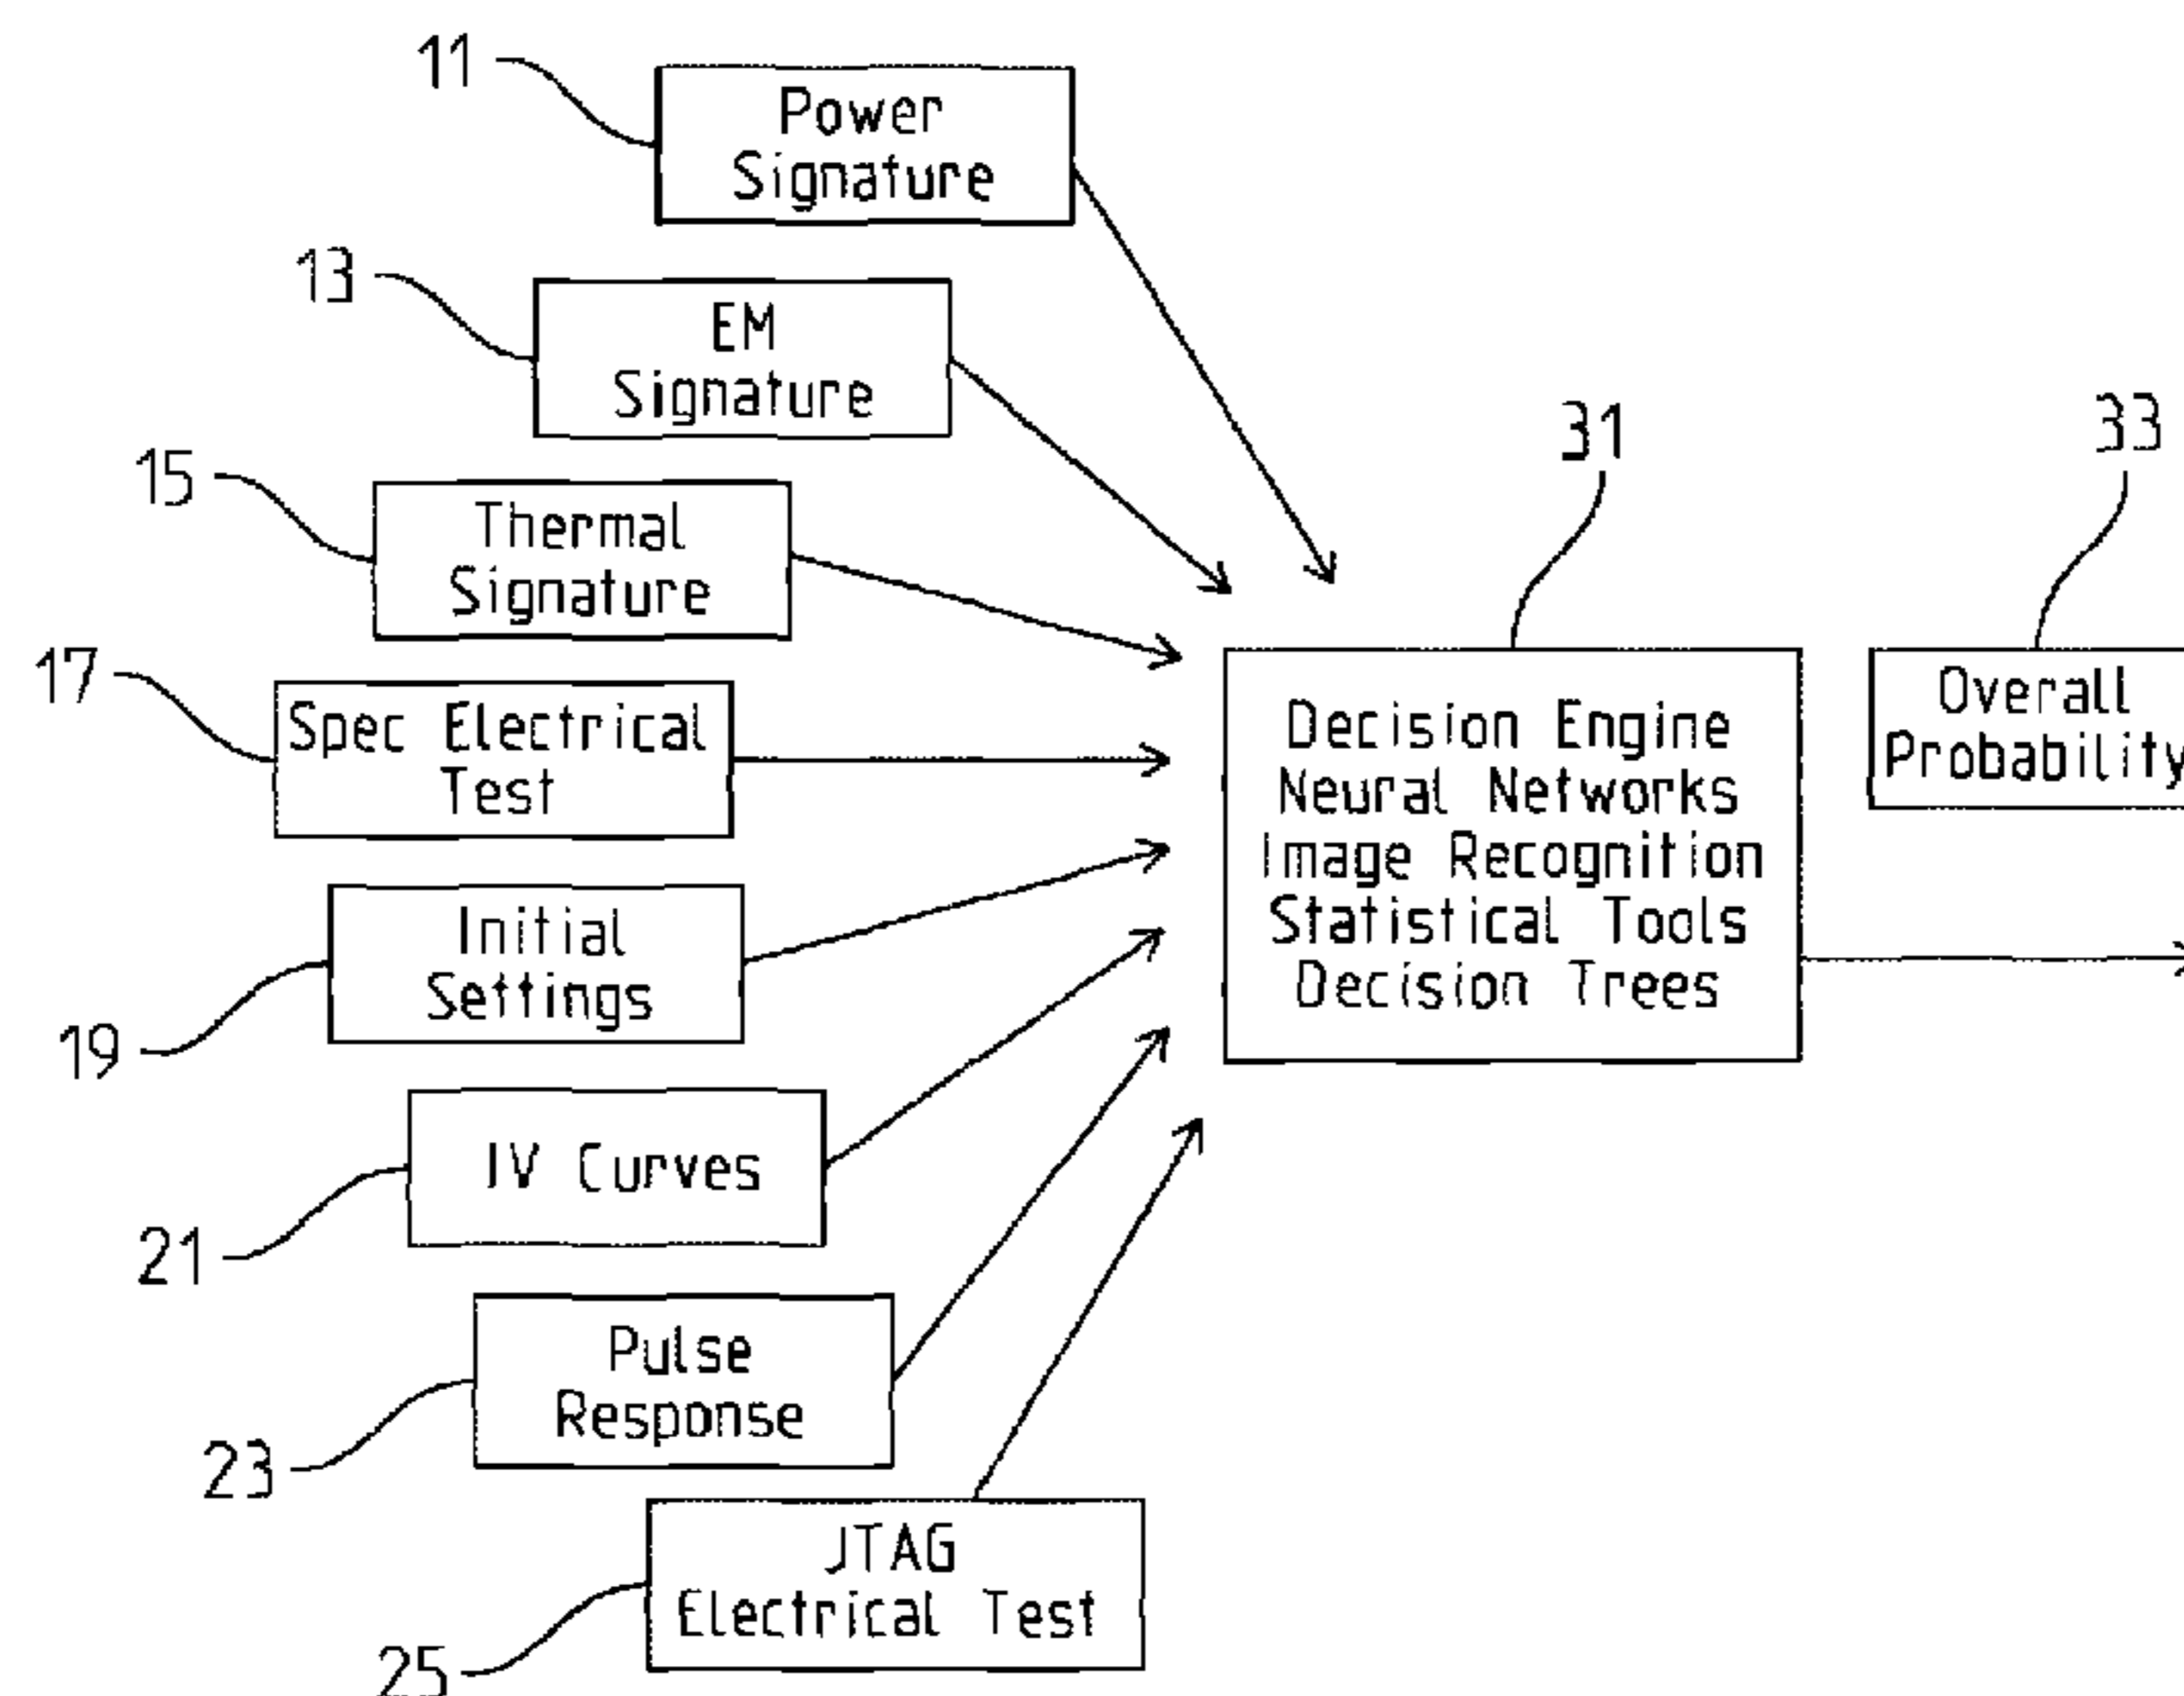 11
Power
Signature
13
EM
Signature
15
Thermal
Signature
17
Spec Electrical
Test
19
Initial
Settings
21
IV Curves
23
Pulse
Response
25
JTAG
Electrical Test
31
Decision Engine
Neural Networks
Image Recognition
Statistical Tools
Decision Trees
33
Overall
Probability